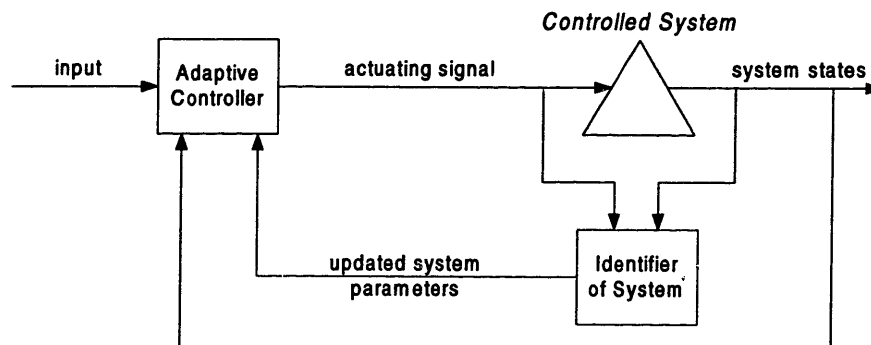 Controlled System
input
Adaptive
Controller
actuating signal
system states
updated system
parameters
Identifier
of System